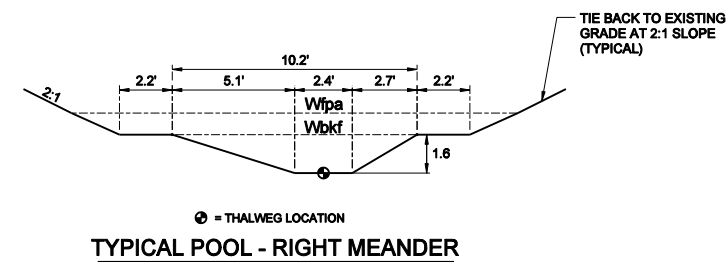 TIE BACK TO EXISTING
GRADE AT 2:1 SLOPE
(TYPICAL)
10.2'
2.2' 5.1' 2.4' 2.7' 2.2'
2:1
Wfpa
Wbkf
1.6
= THALWEG LOCATION
TYPICAL POOL - RIGHT MEANDER